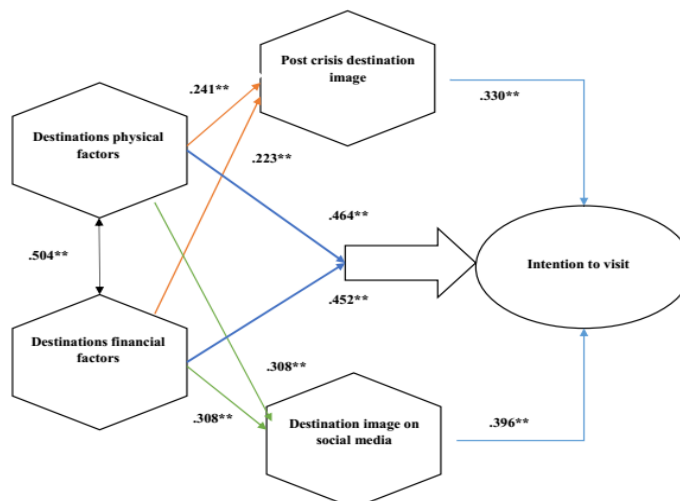 Post crisis destination
image
.241**
.330**
Destinations physical
factors
.223**
.464**
.504**
Intention to visit
.452**
Destinations financial
factors
.308**
.308**
Destination image on
social media
.396**